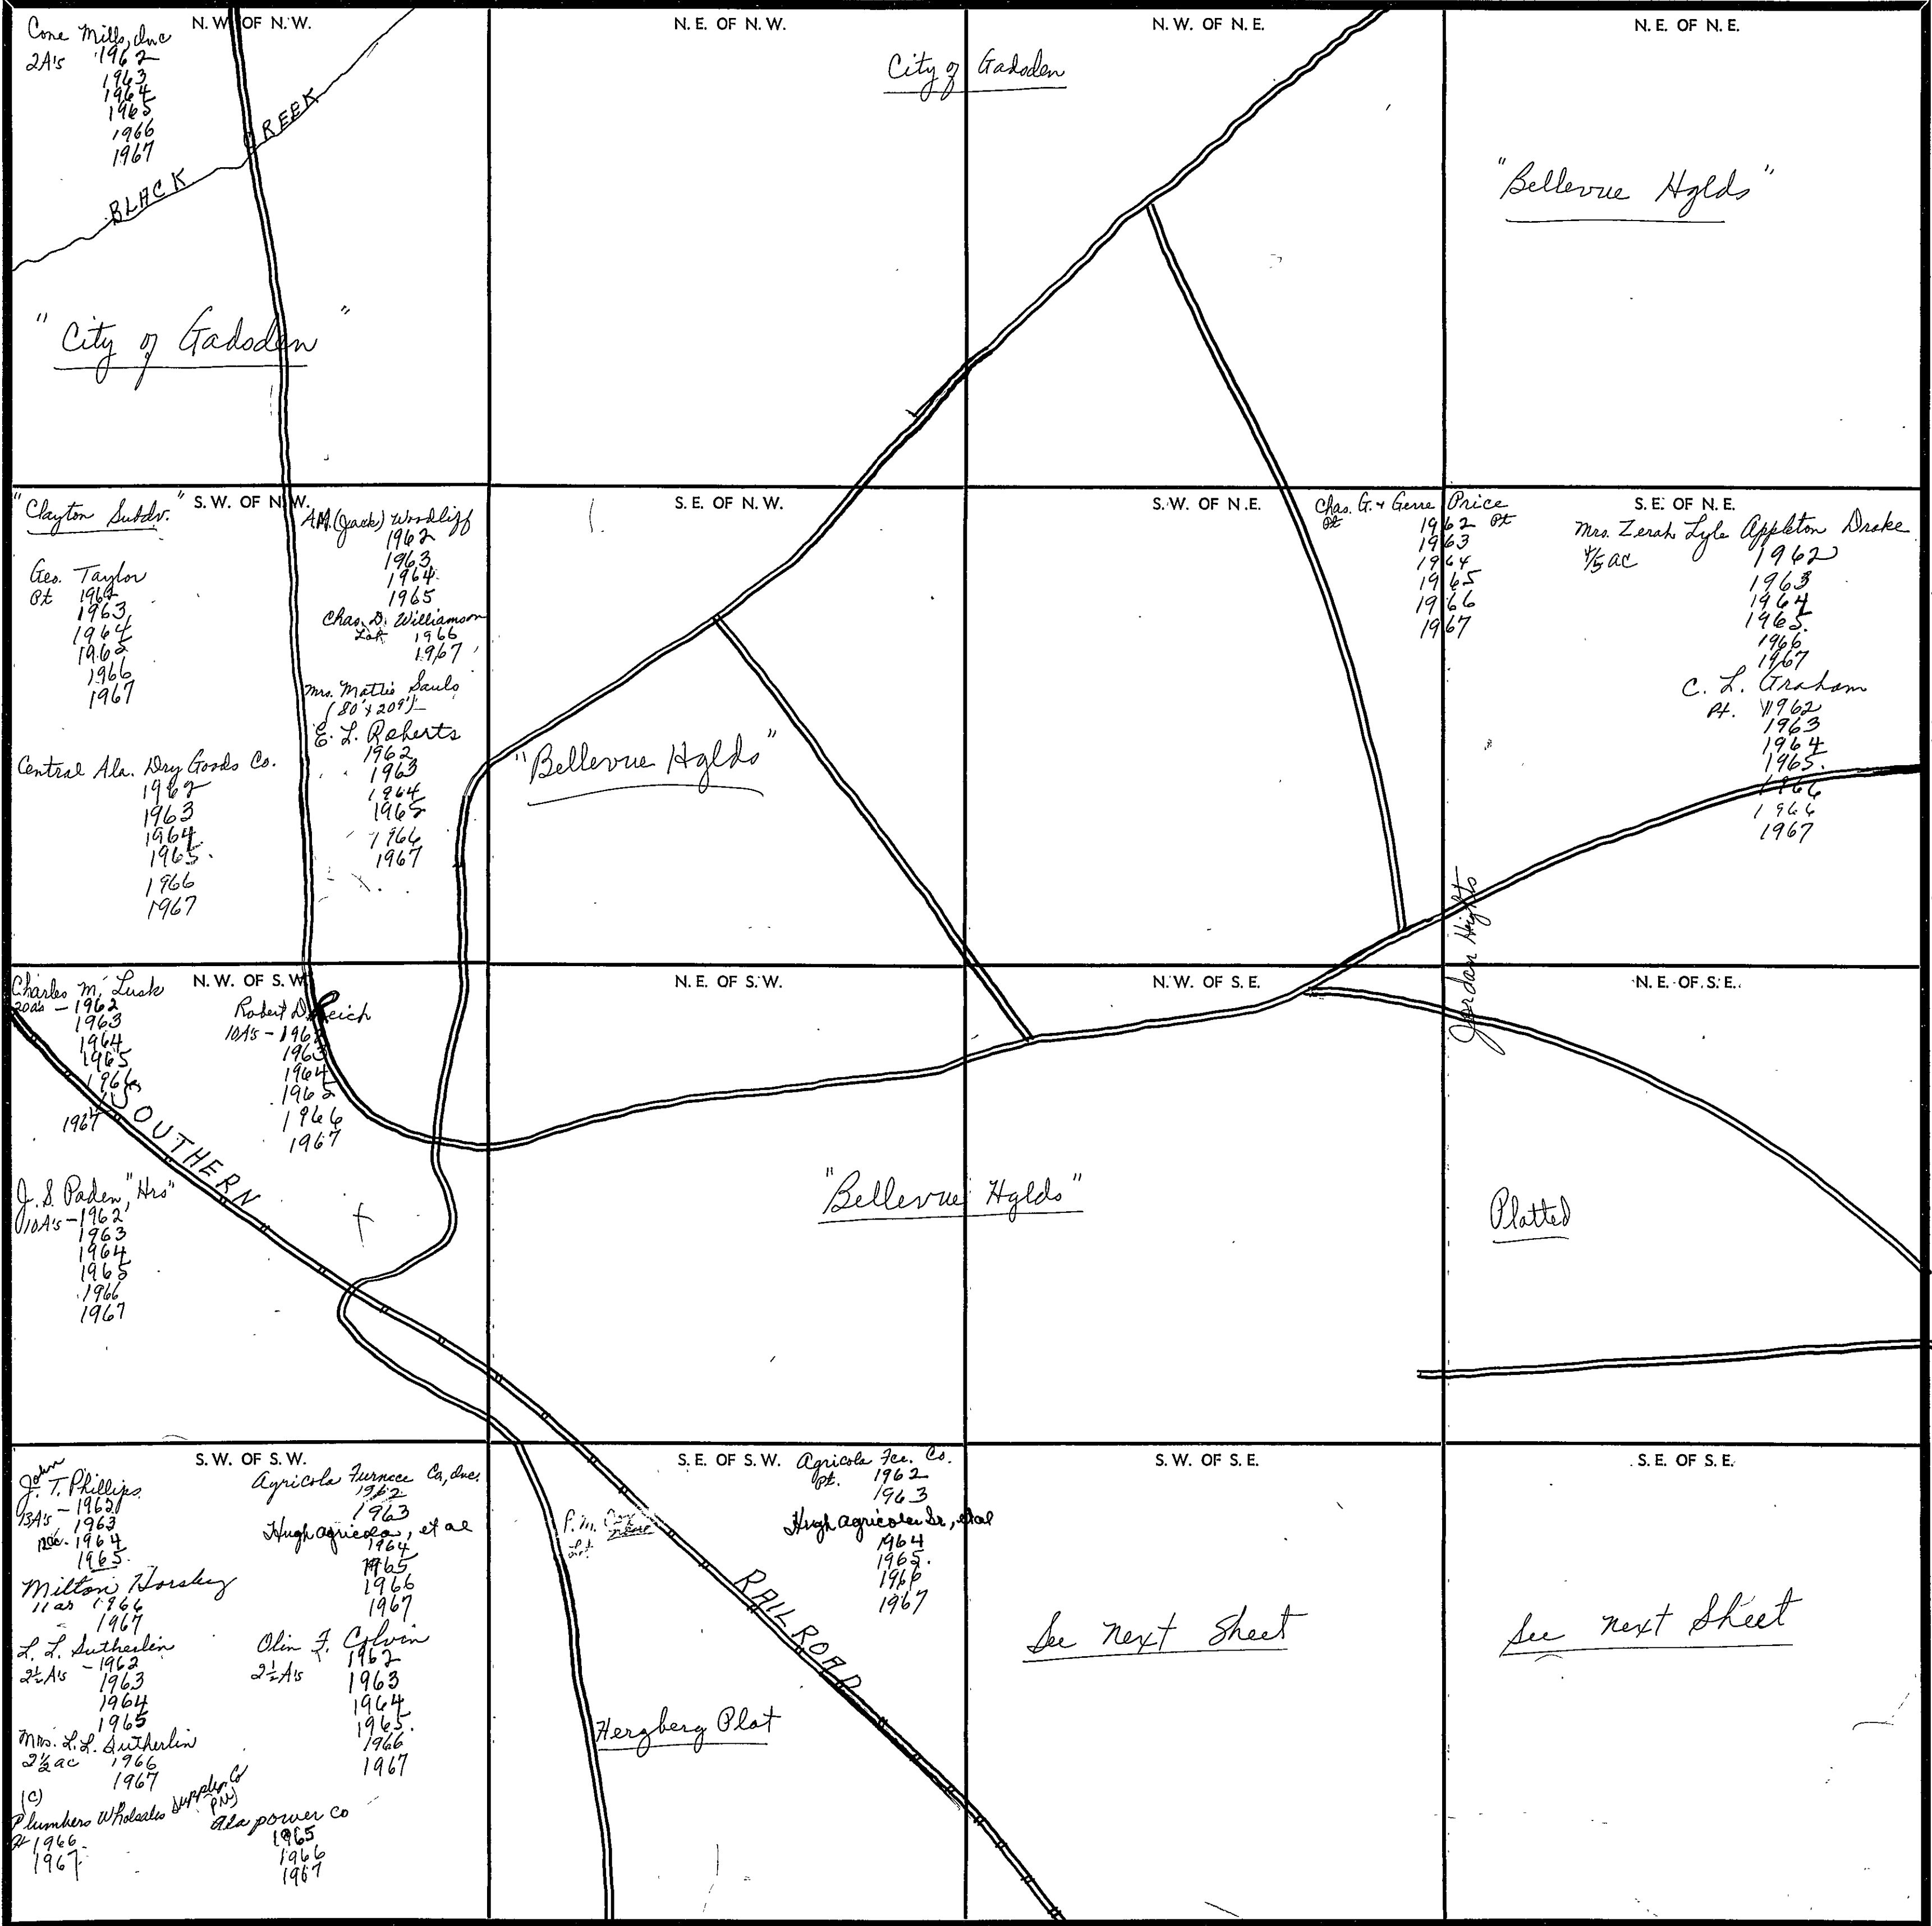 N.W. OF N.W.
Cone Mills, Inc
2A's 1962
1963
1964
1965
1966
1967
BLACK CREEK
"City of Gadsden"
N.E. OF N.W.
City of Gadsden
N.W. OF N.E.
N.E. OF N.E.
"Bellevue Hglds"
S.W. OF N.W.
"Clayton Subdv."
Geo. Taylor
Pt 1962
1963
1964
1965
1966
1967
Central Ala. Dry Goods Co.
1962
1963
1964
1965
1966
1967
A.M. (Jack) Woodliff
1962
1963
1964
1965
Chas. D. Williamson
Lot 1966
1967
Mrs. Mattie Sauls
(80' x 209')
E. L. Roberts
1962
1963
1964
1965
1966
1967
S.E. OF N.W.
"Bellevue Hglds"
S.W. OF N.E.
Chas. G. + Gerre Price
Pt 1962 Pt
1963
1964
1965
1966
1967
S.E. OF N.E.
Mrs. Zerah Lyle Appleton Drake
4/5 ac 1962
1963
1964
1965
1966
1967
C. L. Graham
Pt. 1962
1963
1964
1965
1966
1966
1967
Jordan Heights
N.W. OF S.W.
Charles M. Lusk
20a's - 1962
1963
1964
1965
1966
1967
Robert D. Reich
10A's - 1962
1963
1964
1965
1966
1967
SOUTHERN
J. S. Paden "Hrs"
10A's - 1962
1963
1964
1965
1966
1967
N.E. OF S.W.
"Bellevue Hglds"
N.W. OF S.E.
N.E. OF S.E.
Platted
S.W. OF S.W.
John
J. T. Phillips
13A's - 1962
1963
1964
1965
Milton Horsley
11 as 1966
1967
L. L. Sutherlin
2½A's - 1962
1963
1964
1965
Mrs. L.L. Sutherlin
2½ ac 1966
1967
(C)
Plumbers Wholesales Supply Co
Pt 1966
1967
Agricola Furnace Co, Inc.
1962
1963
Hugh Agricola, et al
1964
1965
1966
1967
Olin F. Colvin
2½A's 1962
1963
1964
1965
1966
1967
Ala power co
1965
1966
1967
S.E. OF S.W.
P. M.
Lot
Agricola Fce. Co.
Pt. 1962
1963
Hugh Agricola Sr., etal
1964
1965
1966
1967
RAILROAD
Herzberg Plat
S.W. OF S.E.
See next Sheet
S.E. OF S.E.
See next Sheet